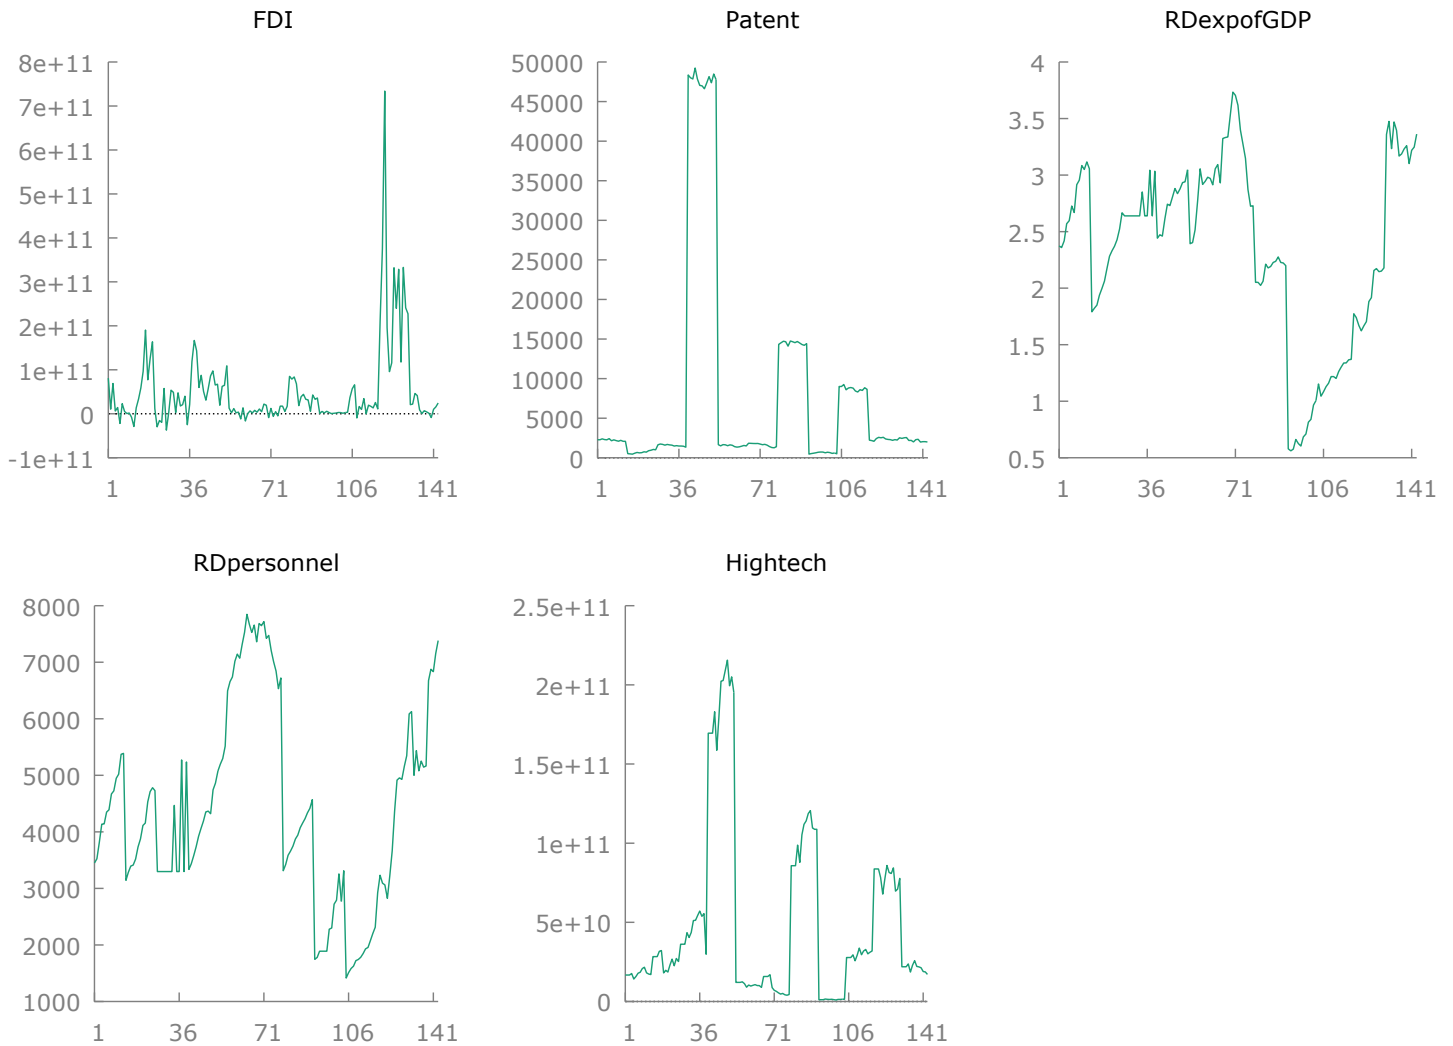 FDI
8e+11
7e+11
6e+11
5e+11
4e+11
3e+11
2e+11
1e+11
0
-1e+11
1 36 71 106 141
Patent
50000
45000
40000
35000
30000
25000
20000
15000
10000
5000
0
1 36 71 106 141
RDexpofGDP
4
3.5
3
2.5
2
1.5
1
0.5
1 36 71 106 141
RDpersonnel
8000
7000
6000
5000
4000
3000
2000
1000
1 36 71 106 141
Hightech
2.5e+11
2e+11
1.5e+11
1e+11
5e+10
0
1 36 71 106 141